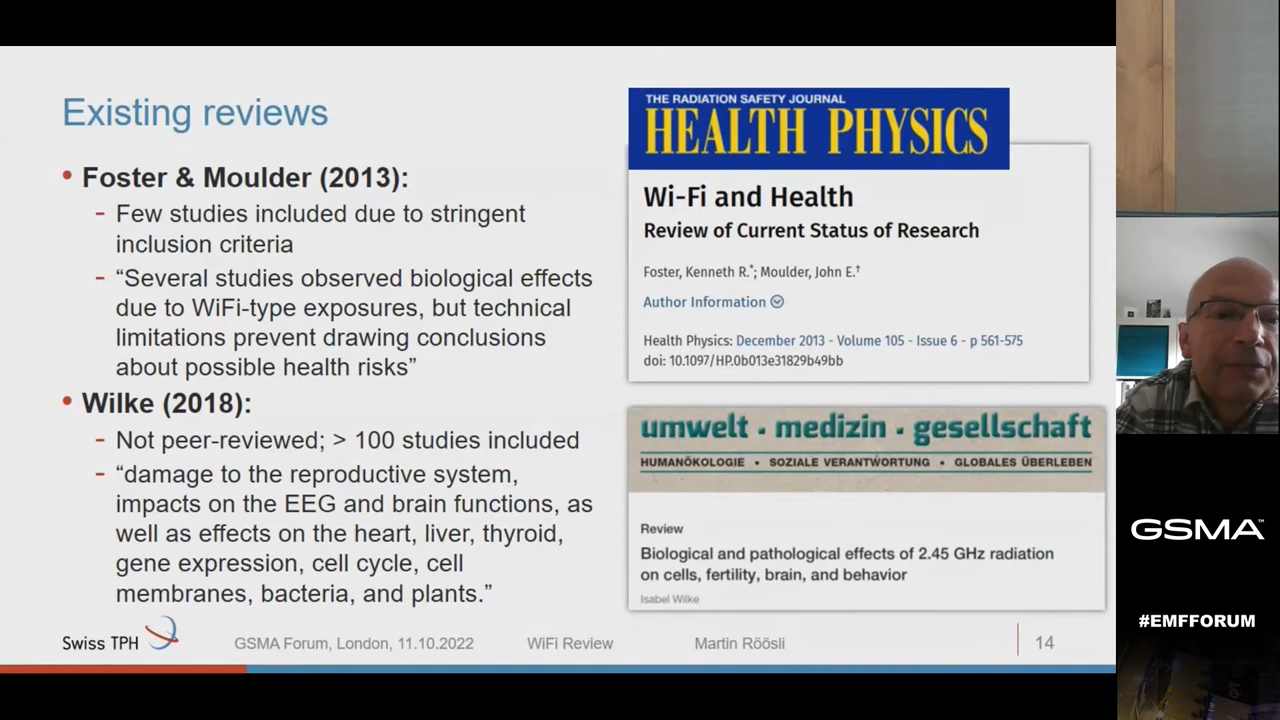 Existing reviews
• Foster & Moulder (2013):
- Few studies included due to stringent
inclusion criteria
- “Several studies observed biological effects
due to WiFi-type exposures, but technical
limitations prevent drawing conclusions
about possible health risks”
• Wilke (2018):
- Not peer-reviewed; > 100 studies included
- “damage to the reproductive system,
impacts on the EEG and brain functions, as
well as effects on the heart, liver, thyroid,
gene expression, cell cycle, cell
membranes, bacteria, and plants.”
THE RADIATION SAFETY JOURNAL
HEALTH PHYSICS
Wi-Fi and Health
Review of Current Status of Research
Foster, Kenneth R.*; Moulder, John E.†
Author Information
Health Physics: December 2013 - Volume 105 - Issue 6 - p 561-575
doi: 10.1097/HP.0b013e31829b49bb
umwelt · medizin · gesellschaft
HUMANÖKOLOGIE • SOZIALE VERANTWORTUNG • GLOBALES ÜBERLEBEN
Review
Biological and pathological effects of 2.45 GHz radiation
on cells, fertility, brain, and behavior
Isabel Wilke
Swiss TPH
GSMA Forum, London, 11.10.2022
WiFi Review
Martin Röösli
14
GSMA™
#EMFFORUM